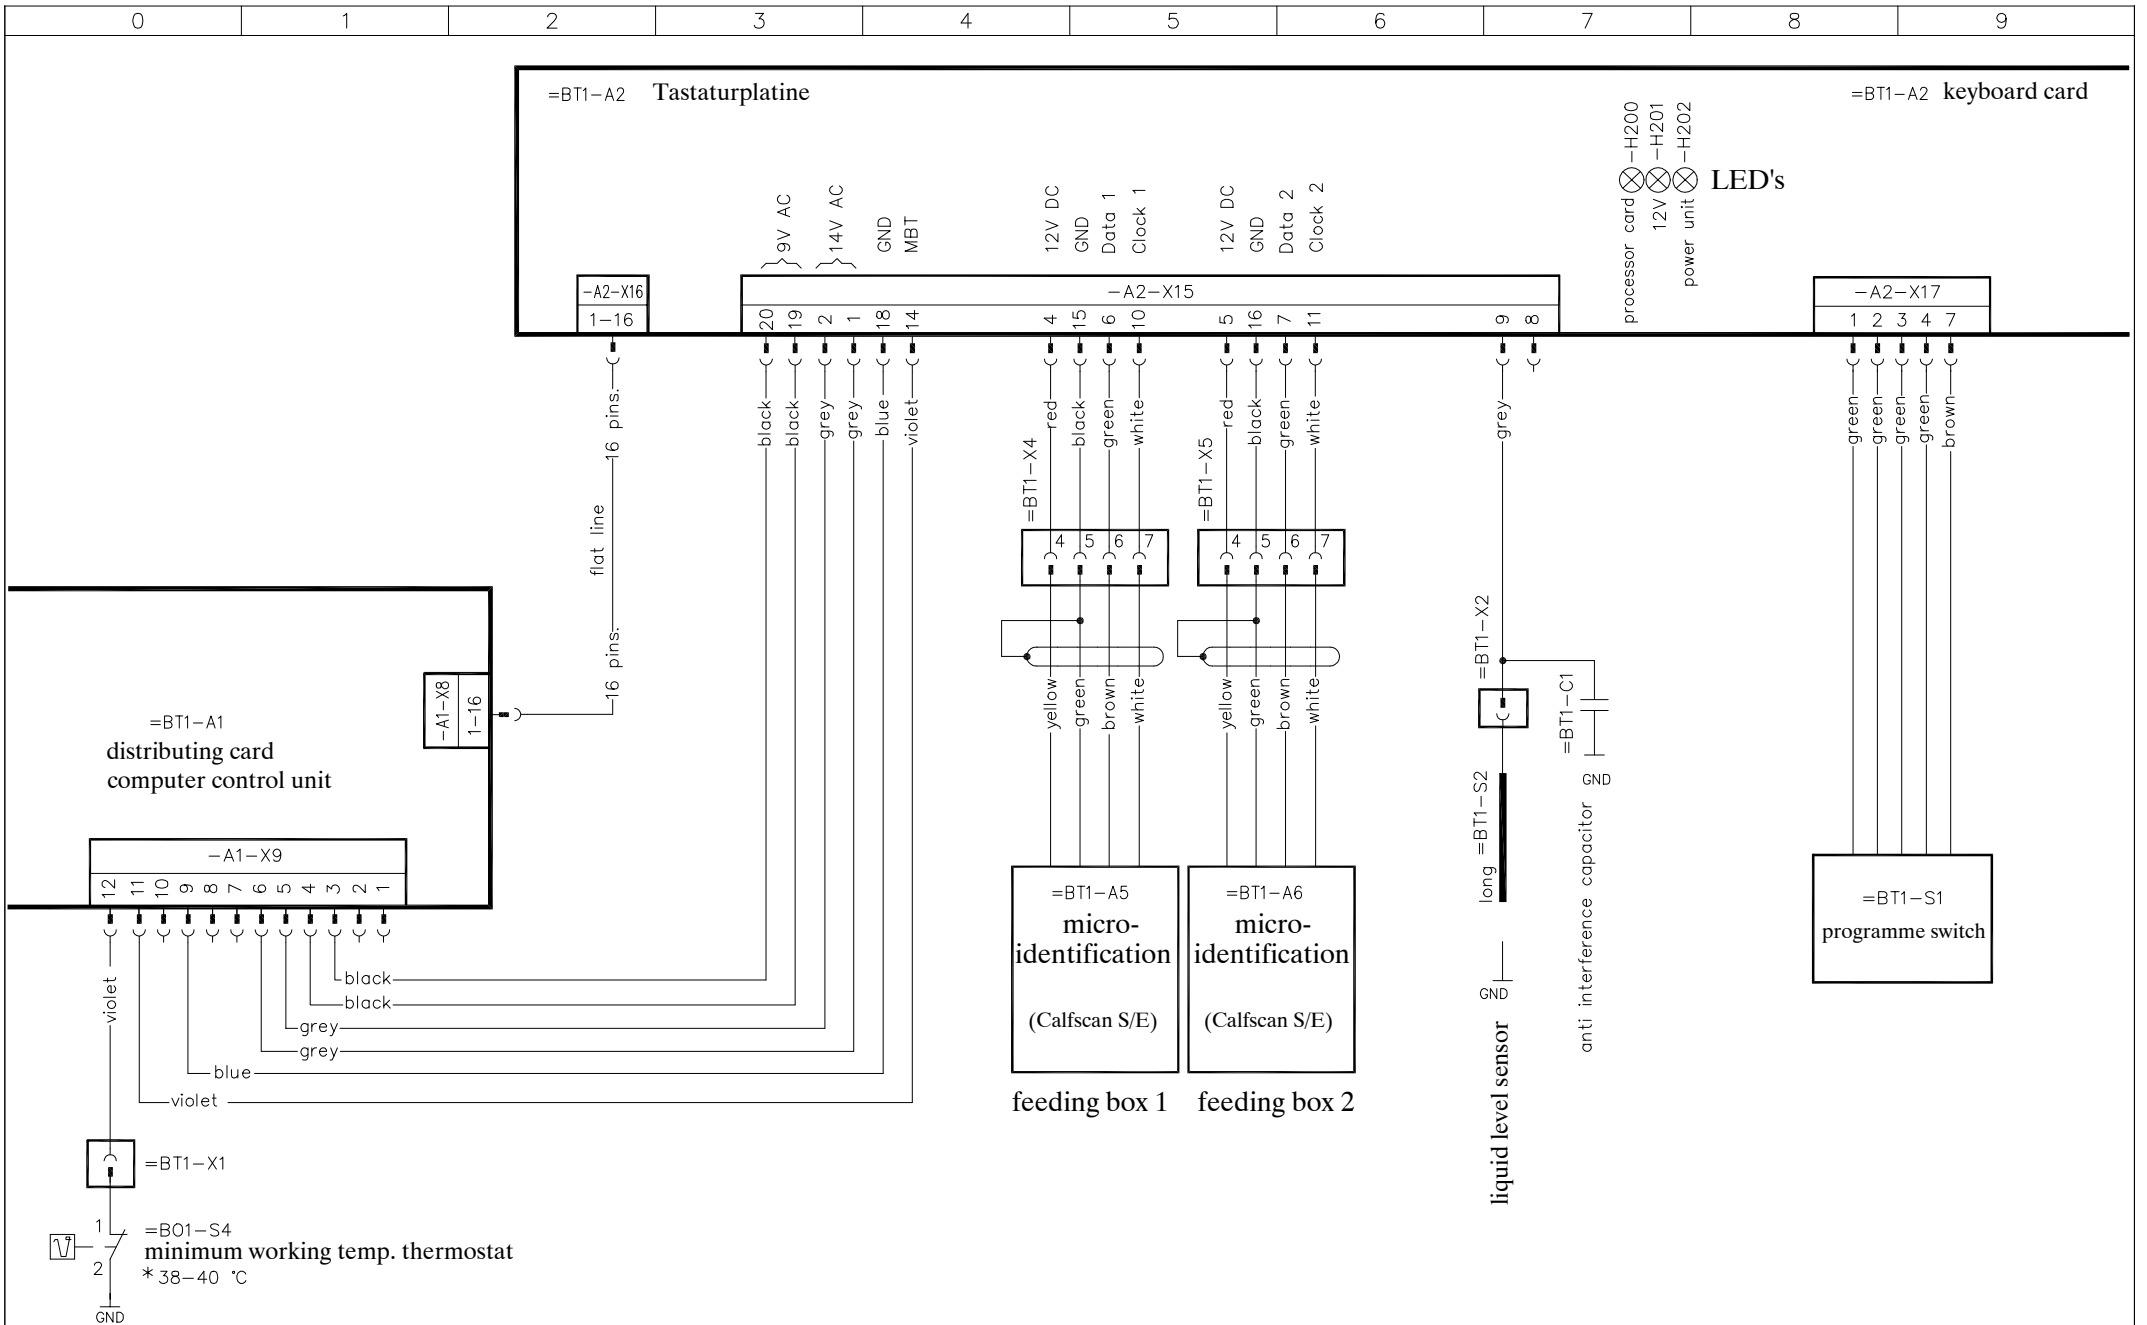 0 1 2 3 4 5 6 7 8 9
=BT1-A2 Tastaturplatine
=BT1-A2 keyboard card
-H200
-H201
-H202
LED's
processor card
12V
power unit
9V AC
14V AC
GND
MBT
12V DC
GND
Data 1
Clock 1
12V DC
GND
Data 2
Clock 2
-A2-X16
1-16
-A2-X15
20 19 2 1 18 14 4 15 6 10 5 16 7 11 9 8
-A2-X17
1 2 3 4 7
16 pins.
flat line
16 pins.
black
black
grey
grey
blue
violet
red
black
green
white
red
black
green
white
grey
green
green
green
green
brown
=BT1-X4
4 5 6 7
=BT1-X5
4 5 6 7
yellow
green
brown
white
yellow
green
brown
white
=BT1-X2
=BT1-C1
GND
anti interference capacitor
=BT1-S2
long
GND
liquid level sensor
-A1-X8
1-16
=BT1-A1
distributing card
computer control unit
-A1-X9
12 11 10 9 8 7 6 5 4 3 2 1
violet
black
black
grey
grey
blue
violet
=BT1-A5
micro-
identification
(Calfscan S/E)
feeding box 1
=BT1-A6
micro-
identification
(Calfscan S/E)
feeding box 2
=BT1-S1
programme switch
=BT1-X1
1
2
=BO1-S4
minimum working temp. thermostat
* 38-40 °C
GND